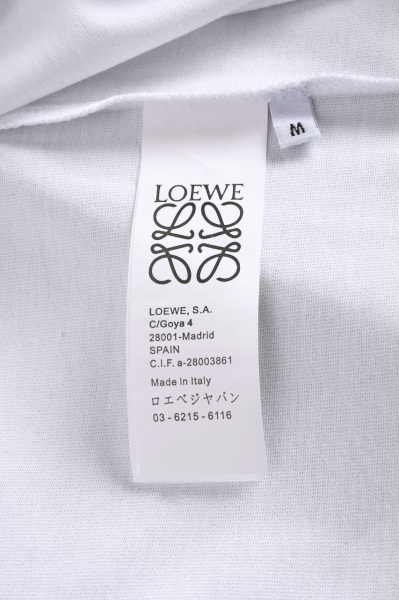 M
LOEWE
LOEWE, S.A.
C/Goya 4
28001-Madrid
SPAIN
C.I.F. a-28003861
Made in Italy
ロエベジャパン
03-6215-6116